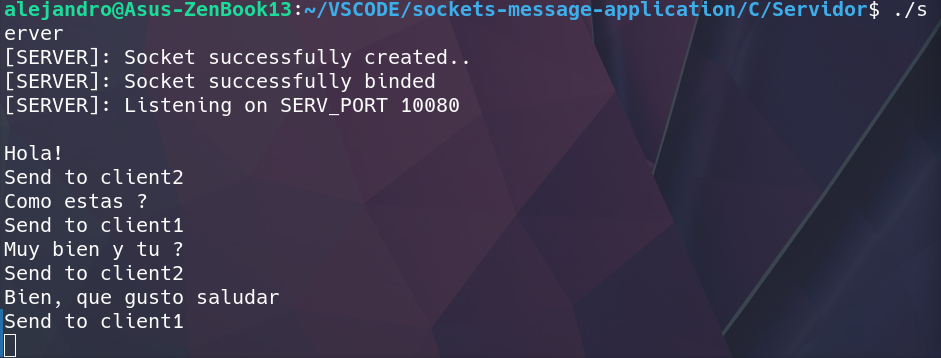 alejandro@Asus-ZenBook13:~/VSCODE/sockets-message-application/C/Servidor$ ./s
erver
[SERVER]: Socket successfully created..
[SERVER]: Socket successfully binded
[SERVER]: Listening on SERV_PORT 10080
Hola!
Send to client2
Como estas ?
Send to client1
Muy bien y tu ?
Send to client2
Bien, que gusto saludar
Send to client1